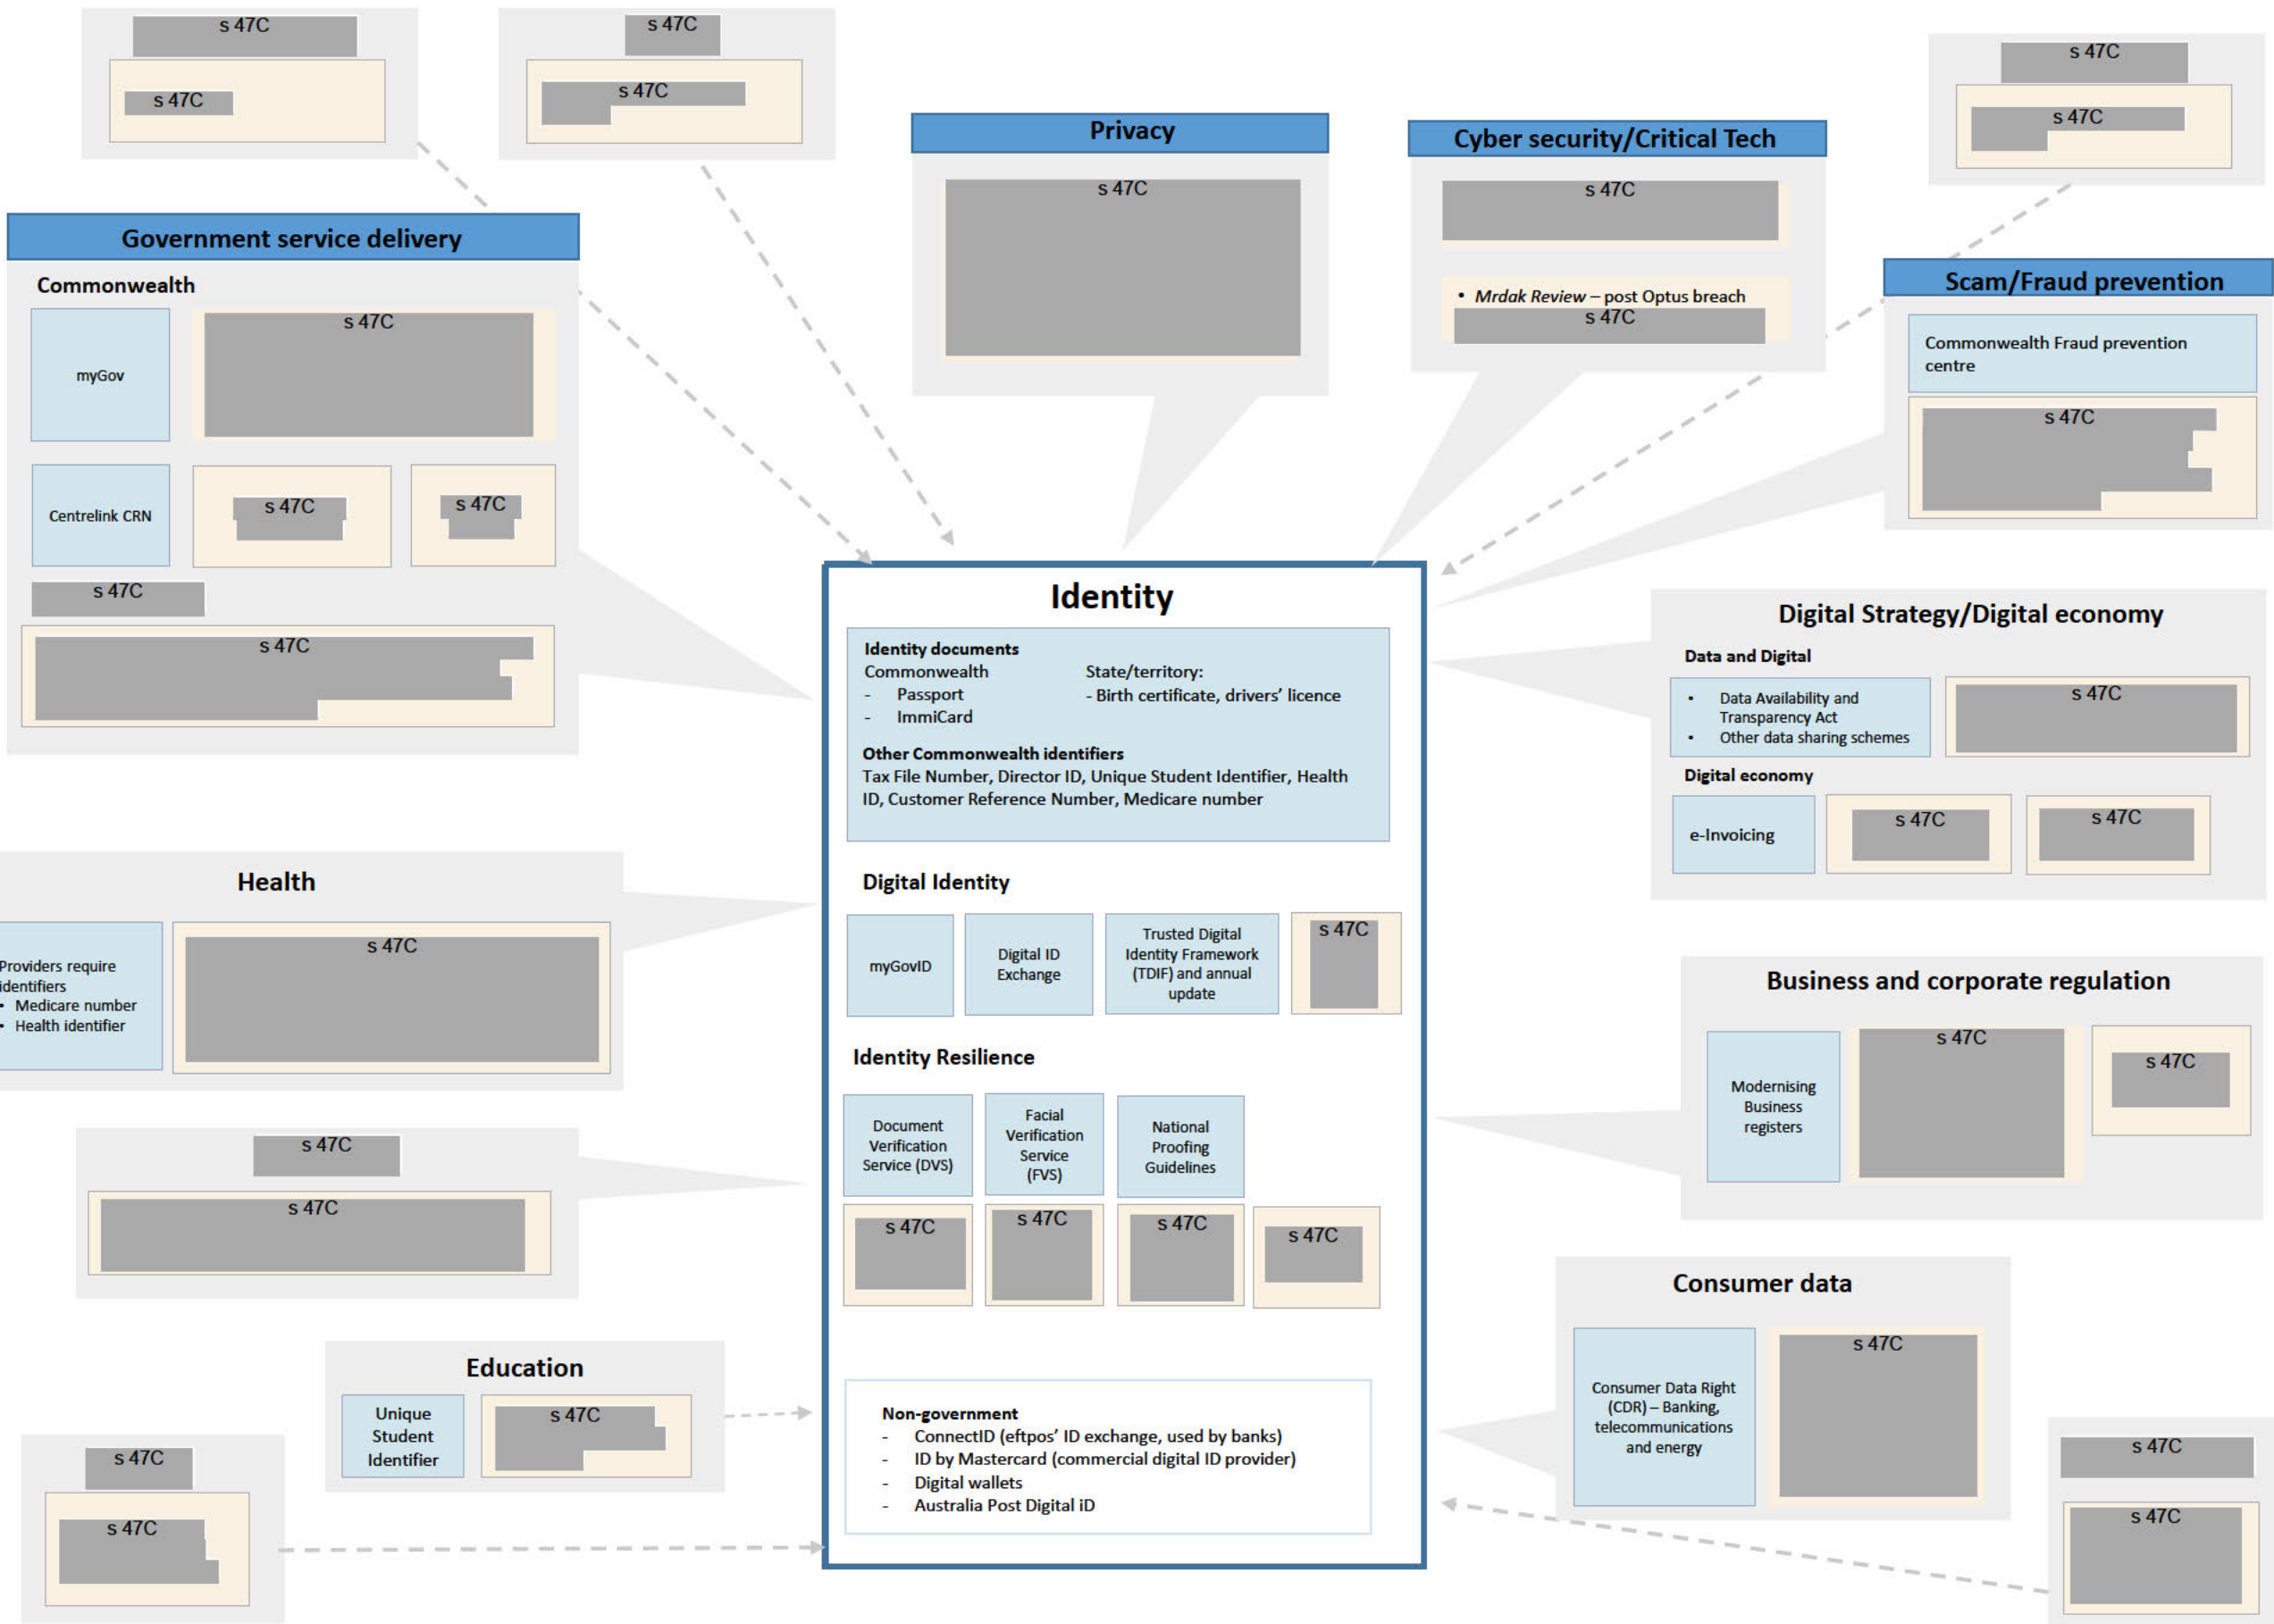 s 47C
s 47C
s 47C
s 47C
s 47C
s 47C
Privacy
s 47C
Cyber security/Critical Tech
s 47C
• Mrdak Review – post Optus breach
s 47C
Government service delivery
Commonwealth
myGov
s 47C
Centrelink CRN
s 47C
s 47C
s 47C
s 47C
Scam/Fraud prevention
Commonwealth Fraud prevention
centre
s 47C
Identity
Identity documents
Commonwealth
- Passport
- ImmiCard
State/territory:
- Birth certificate, drivers' licence
Other Commonwealth identifiers
Tax File Number, Director ID, Unique Student Identifier, Health
ID, Customer Reference Number, Medicare number
Digital Identity
myGovID
Digital ID
Exchange
Trusted Digital
Identity Framework
(TDIF) and annual
update
s 47C
Identity Resilience
Document
Verification
Service (DVS)
Facial
Verification
Service
(FVS)
National
Proofing
Guidelines
s 47C
s 47C
s 47C
s 47C
Non-government
- ConnectID (eftpos' ID exchange, used by banks)
- ID by Mastercard (commercial digital ID provider)
- Digital wallets
- Australia Post Digital iD
Digital Strategy/Digital economy
Data and Digital
• Data Availability and
Transparency Act
• Other data sharing schemes
s 47C
Digital economy
e-Invoicing
s 47C
s 47C
Health
Providers require
identifiers
• Medicare number
• Health identifier
s 47C
s 47C
s 47C
Business and corporate regulation
Modernising
Business
registers
s 47C
s 47C
Education
Unique
Student
Identifier
s 47C
s 47C
s 47C
Consumer data
Consumer Data Right
(CDR) – Banking,
telecommunications
and energy
s 47C
s 47C
s 47C